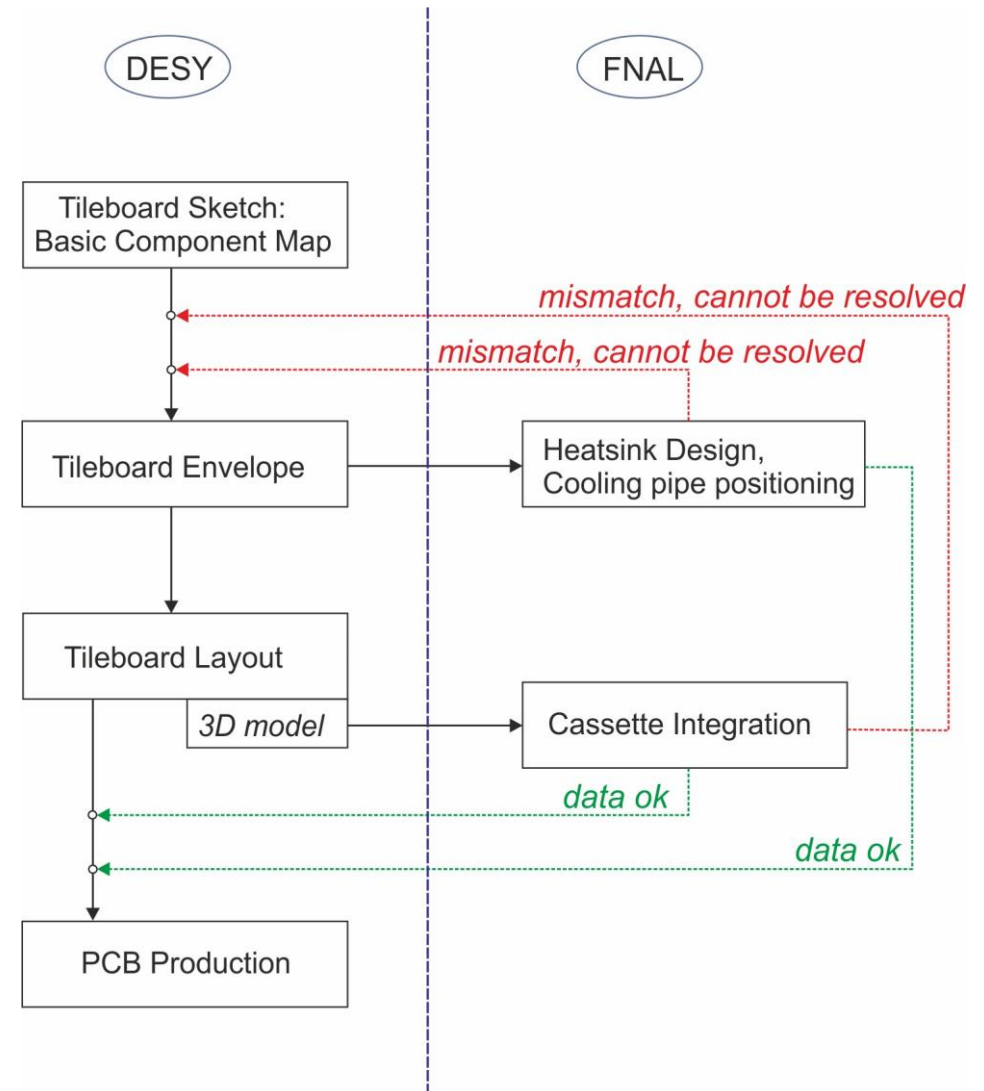 DESY
FNAL
Tileboard Sketch:
Basic Component Map
mismatch, cannot be resolved
mismatch, cannot be resolved
Tileboard Envelope
Heatsink Design,
Cooling pipe positioning
Tileboard Layout
3D model
Cassette Integration
data ok
data ok
PCB Production